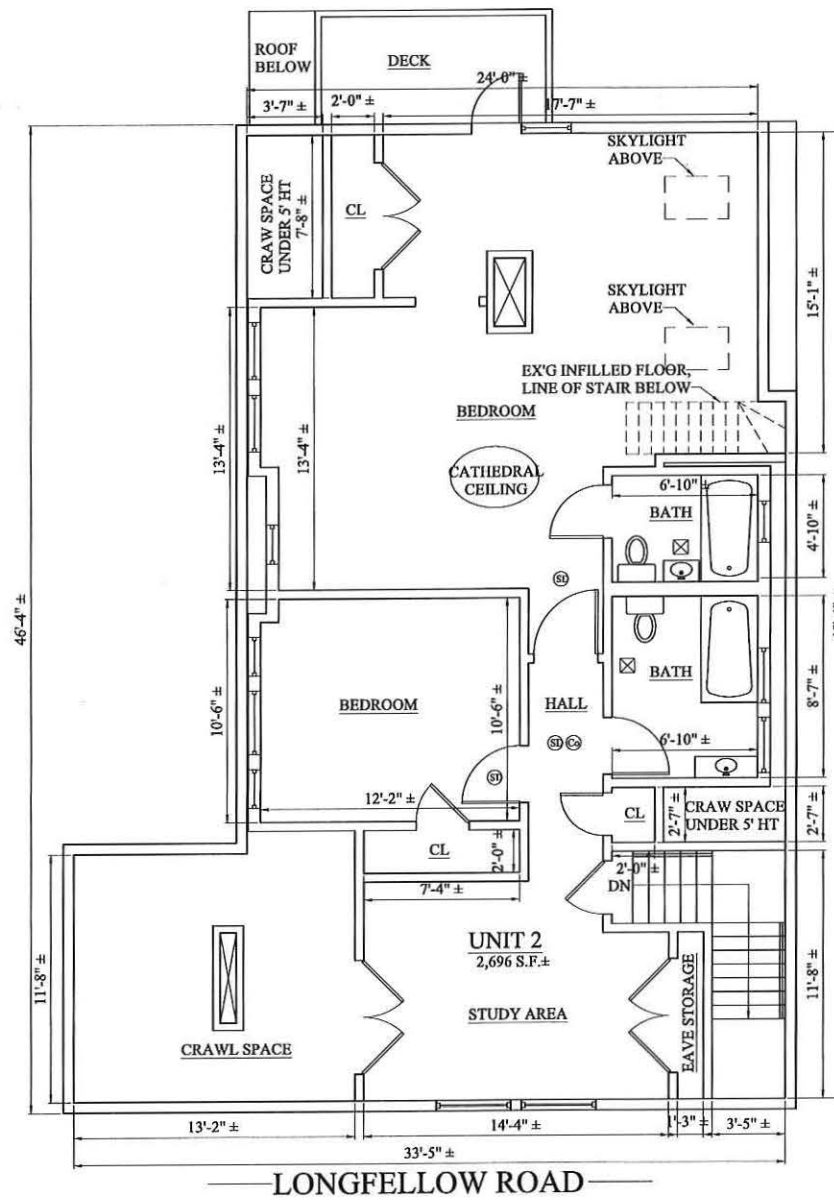 ROOF
BELOW
DECK
24'-0" ±
3'-7" ±
2'-0" ±
17'-7" ±
SKYLIGHT
ABOVE
CRAW SPACE
UNDER 5' HT
7'-8" ±
CL
15'-1" ±
SKYLIGHT
ABOVE
EX'G INFILLED FLOOR,
LINE OF STAIR BELOW
BEDROOM
13'-4" ±
13'-4" ±
CATHEDRAL
CEILING
6'-10" ±
BATH
4'-10" ±
SD
46'-4" ±
BEDROOM
10'-6" ±
10'-6" ±
HALL
BATH
8'-7" ±
SD
Co
6'-10" ±
SD
12'-2" ±
CL
2'-7" ±
CRAW SPACE
UNDER 5' HT
2'-7" ±
CL
2'-0" ±
2'-0" ±
DN
7'-4" ±
UNIT 2
2,696 S.F.±
11'-8" ±
STUDY AREA
EAVE STORAGE
11'-8" ±
CRAWL SPACE
13'-2" ±
14'-4" ±
1'-3" ±
3'-5" ±
33'-5" ±
LONGFELLOW ROAD